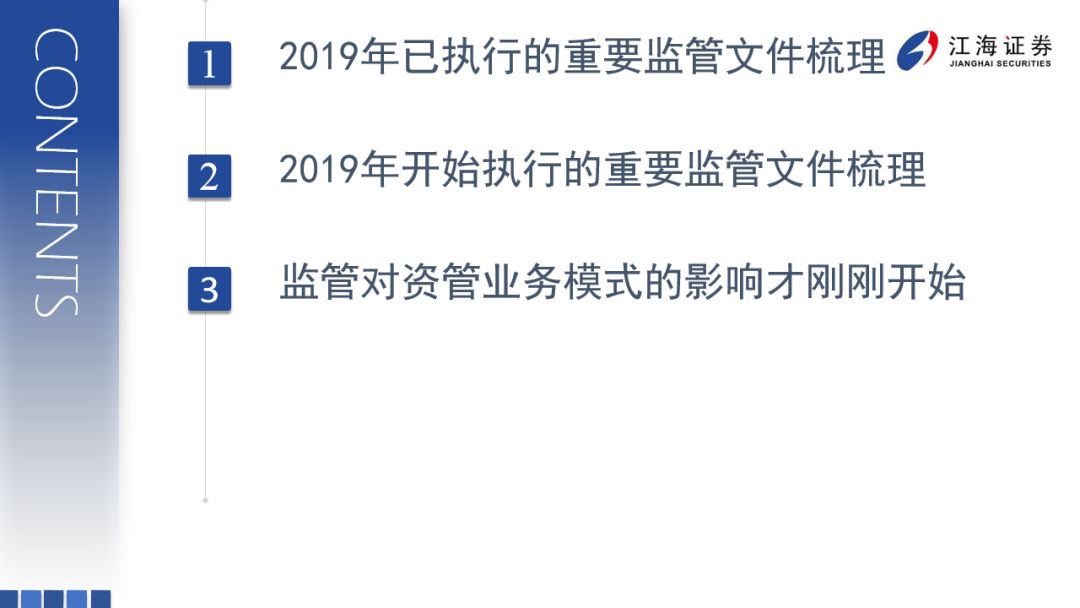 CONTENTS
1
2019年已执行的重要监管文件梳理
江海证券
JIANGHAI SECURITIES
2
2019年开始执行的重要监管文件梳理
3
监管对资管业务模式的影响才刚刚开始